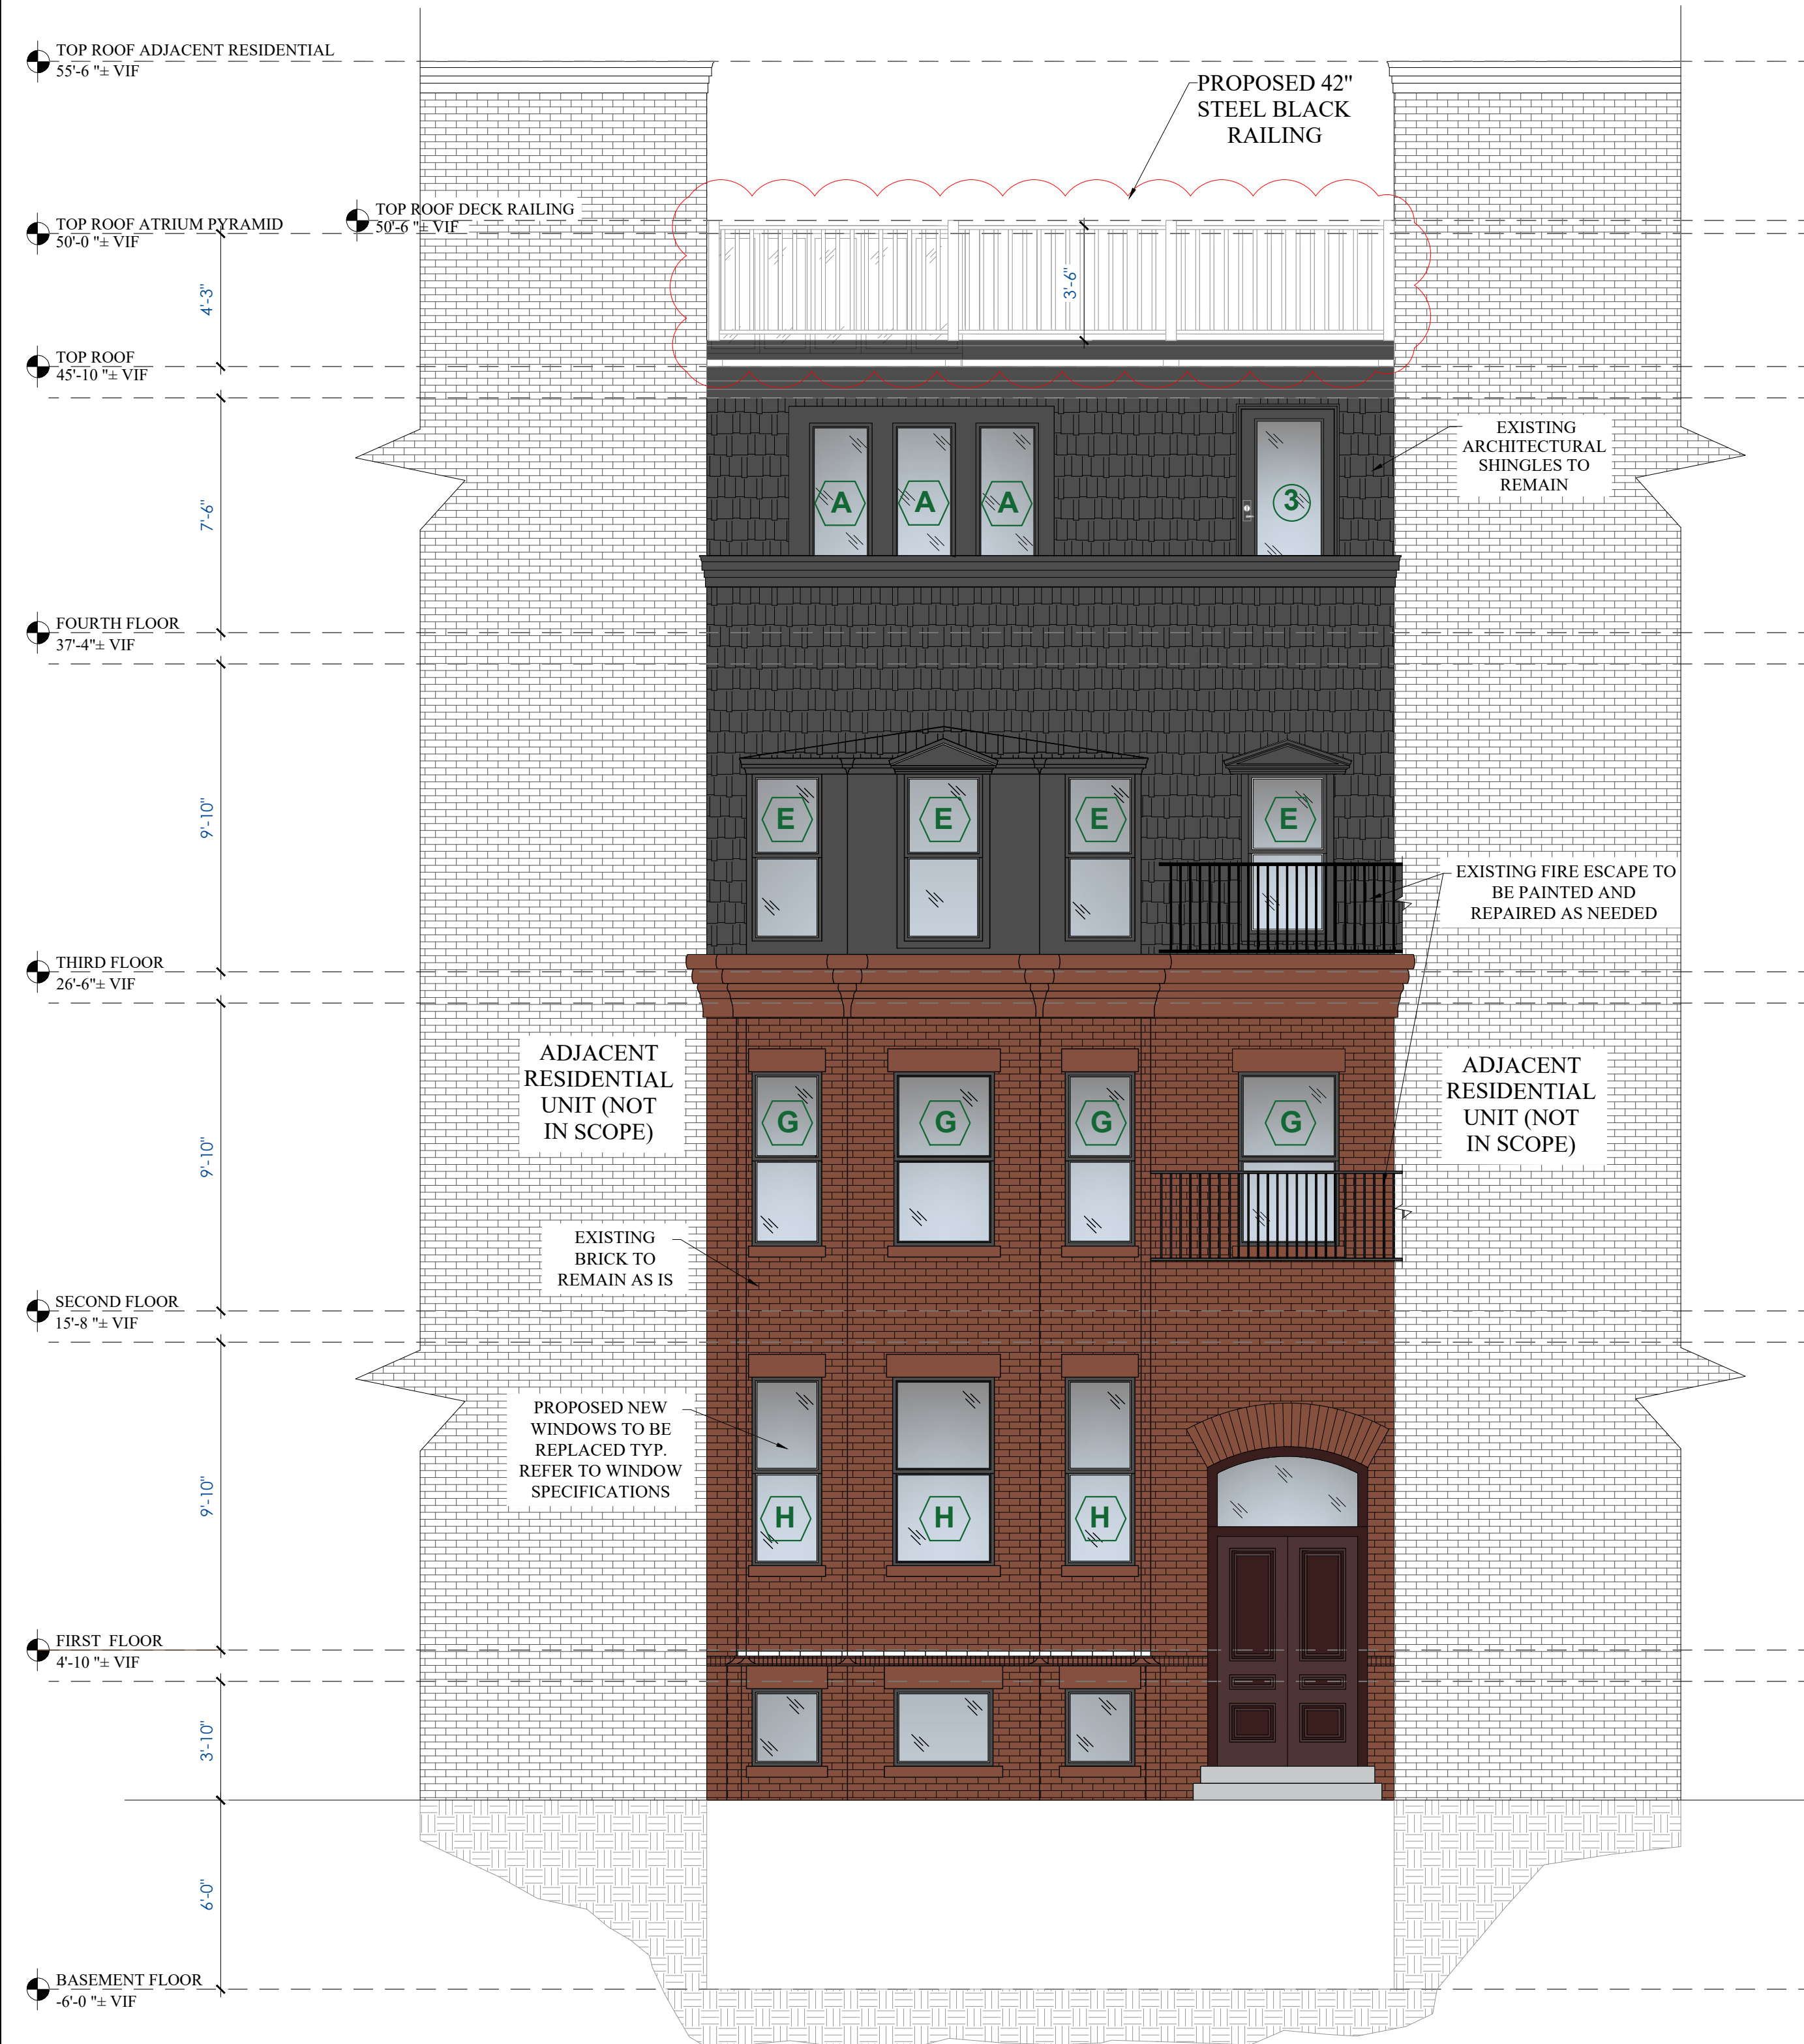 TOP ROOF ADJACENT RESIDENTIAL
55'-6 "± VIF
PROPOSED 42"
STEEL BLACK
RAILING
TOP ROOF DECK RAILING
50'-6 "± VIF
TOP ROOF ATRIUM PYRAMID
50'-0 "± VIF
4'-3"
3'-6"
TOP ROOF
45'-10 "± VIF
EXISTING
ARCHITECTURAL
SHINGLES TO
REMAIN
A A A 3
7'-6"
FOURTH FLOOR
37'-4"± VIF
E E E E
9'-10"
EXISTING FIRE ESCAPE TO
BE PAINTED AND
REPAIRED AS NEEDED
THIRD FLOOR
26'-6"± VIF
ADJACENT
RESIDENTIAL
UNIT (NOT
IN SCOPE)
G G G G
ADJACENT
RESIDENTIAL
UNIT (NOT
IN SCOPE)
9'-10"
EXISTING
BRICK TO
REMAIN AS IS
SECOND FLOOR
15'-8 "± VIF
PROPOSED NEW
WINDOWS TO BE
REPLACED TYP.
REFER TO WINDOW
SPECIFICATIONS
9'-10"
H H H
FIRST FLOOR
4'-10 "± VIF
3'-10"
6'-0"
BASEMENT FLOOR
-6'-0 "± VIF